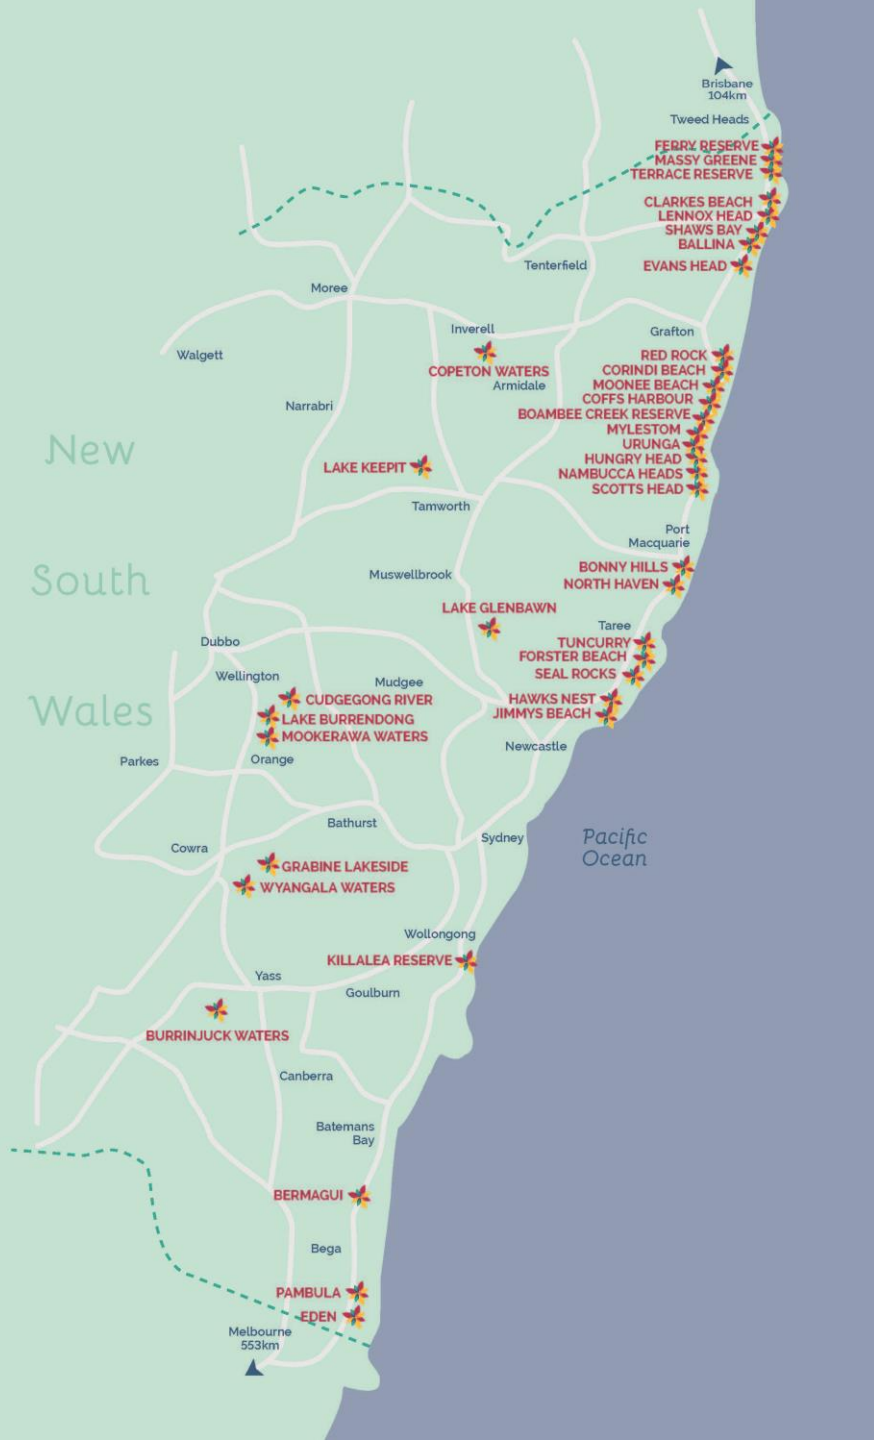 Brisbane
104km
Tweed Heads
FERRY RESERVE
MASSY GREENE
TERRACE RESERVE
CLARKES BEACH
LENNOX HEAD
SHAWS BAY
BALLINA
EVANS HEAD
Tenterfield
Moree
Inverell
Grafton
Walgett
COPETON WATERS
Armidale
RED ROCK
CORINDI BEACH
MOONEE BEACH
COFFS HARBOUR
BOAMBEE CREEK RESERVE
MYLESTOM
URUNGA
HUNGRY HEAD
NAMBUCCA HEADS
SCOTTS HEAD
Narrabri
New
LAKE KEEPIT
Tamworth
Port
Macquarie
BONNY HILLS
NORTH HAVEN
South
Muswellbrook
LAKE GLENBAWN
Taree
TUNCURRY
FORSTER BEACH
SEAL ROCKS
HAWKS NEST
JIMMYS BEACH
Dubbo
Wellington
Mudgee
CUDGEGONG RIVER
LAKE BURRENDONG
MOOKERAWA WATERS
Wales
Newcastle
Parkes
Orange
Bathurst
Cowra
Sydney
Pacific
Ocean
GRABINE LAKESIDE
WYANGALA WATERS
Wollongong
KILLALEA RESERVE
Yass
Goulburn
BURRINJUCK WATERS
Canberra
Batemans
Bay
BERMAGUI
Bega
PAMBULA
EDEN
Melbourne
553km